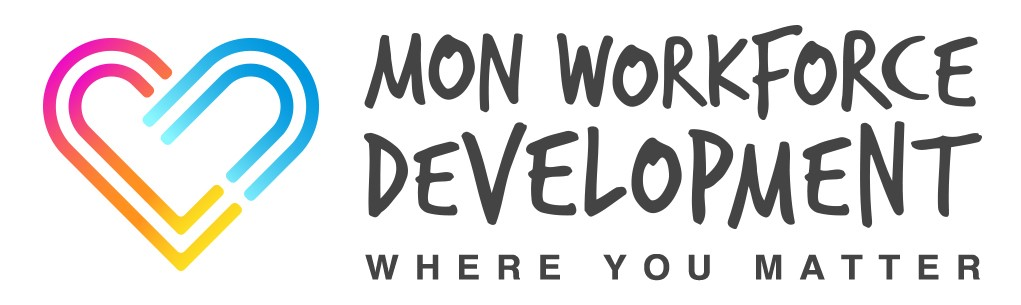 MON WORKFORCE
DEVELOPMENT
WHERE YOU MATTER